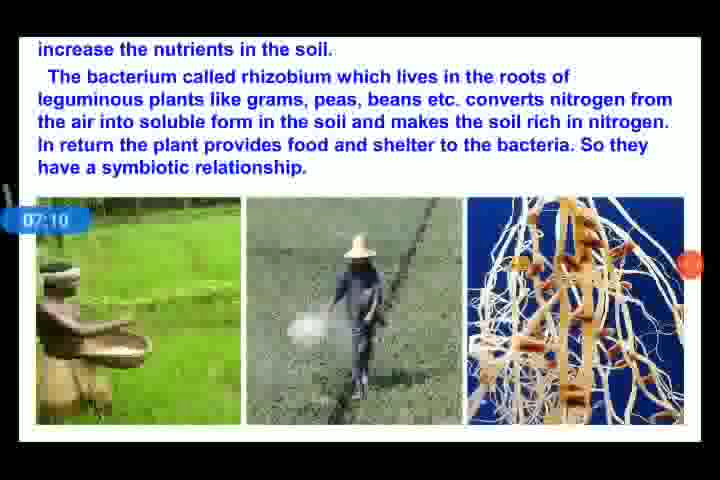 increase the nutrients in the soil.
The bacterium called rhizobium which lives in the roots of
leguminous plants like grams, peas, beans etc. converts nitrogen from
the air into soluble form in the soil and makes the soil rich in nitrogen.
In return the plant provides food and shelter to the bacteria. So they
have a symbiotic relationship.
07:10